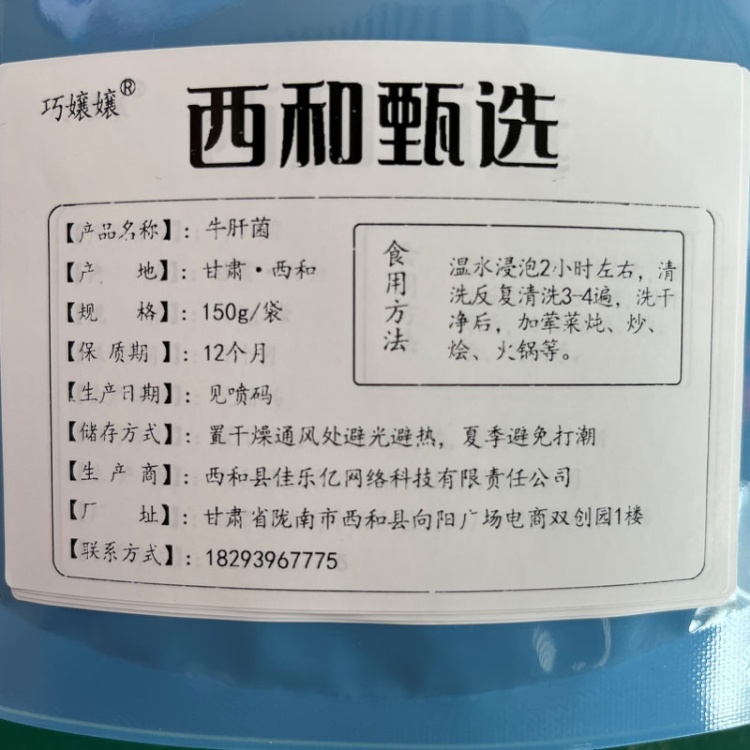 巧孃孃®
西和甄选
【产品名称】：牛肝菌
【产 地】：甘肃·西和
【规 格】：150g/袋
【保质期】：12个月
【生产日期】：见喷码
【储存方式】：置干燥通风处避光避热，夏季避免打潮
【生产商】：西和县佳乐亿网络科技有限责任公司
【厂 址】：甘肃省陇南市西和县向阳广场电商双创园1楼
【联系方式】：18293967775
食用方法
温水浸泡2小时左右，清
洗反复清洗3-4遍，洗干
净后，加荤菜炖、炒、
烩、火锅等。